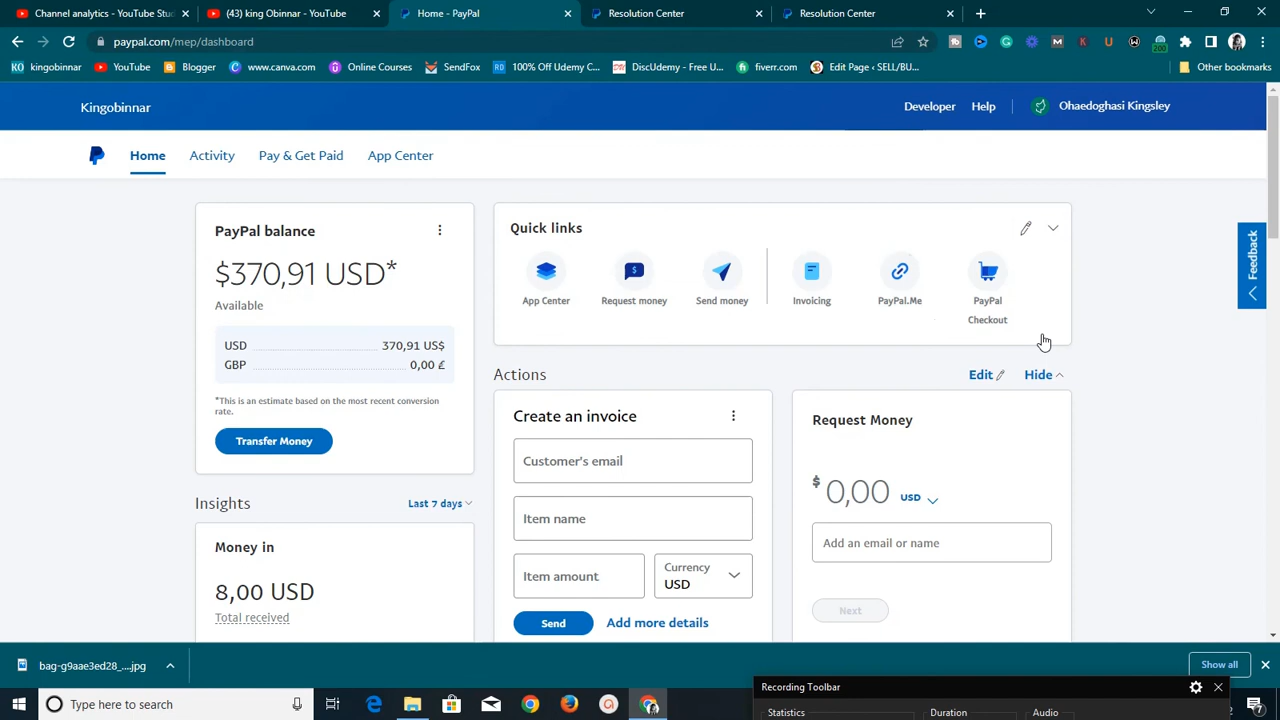 Channel analytics - YouTube Stud
(43) king Obinnar - YouTube
Home - PayPal
Resolution Center
Resolution Center
paypal.com/mep/dashboard
200
kingobinnar
YouTube
Blogger
www.canva.com
Online Courses
SendFox
100% Off Udemy C...
DiscUdemy - Free U...
fiverr.com
Edit Page ‹ SELL/BU...
Other bookmarks
Kingobinnar
Developer
Help
Ohaedoghasi Kingsley
Home
Activity
Pay & Get Paid
App Center
PayPal balance
$370,91 USD*
Available
USD 370,91 US$
GBP 0,00 £
*This is an estimate based on the most recent conversion
rate.
Transfer Money
Quick links
App Center
Request money
Send money
Invoicing
PayPal.Me
PayPal
Checkout
Feedback
Actions
Edit
Hide
Create an invoice
Customer's email
Item name
Item amount
Currency
USD
Send
Add more details
Request Money
$ 0,00 USD
Add an email or name
Next
Insights
Last 7 days
Money in
8,00 USD
Total received
bag-g9aae3ed28_....jpg
Show all
Type here to search
Recording Toolbar
Statistics
Duration
Audio